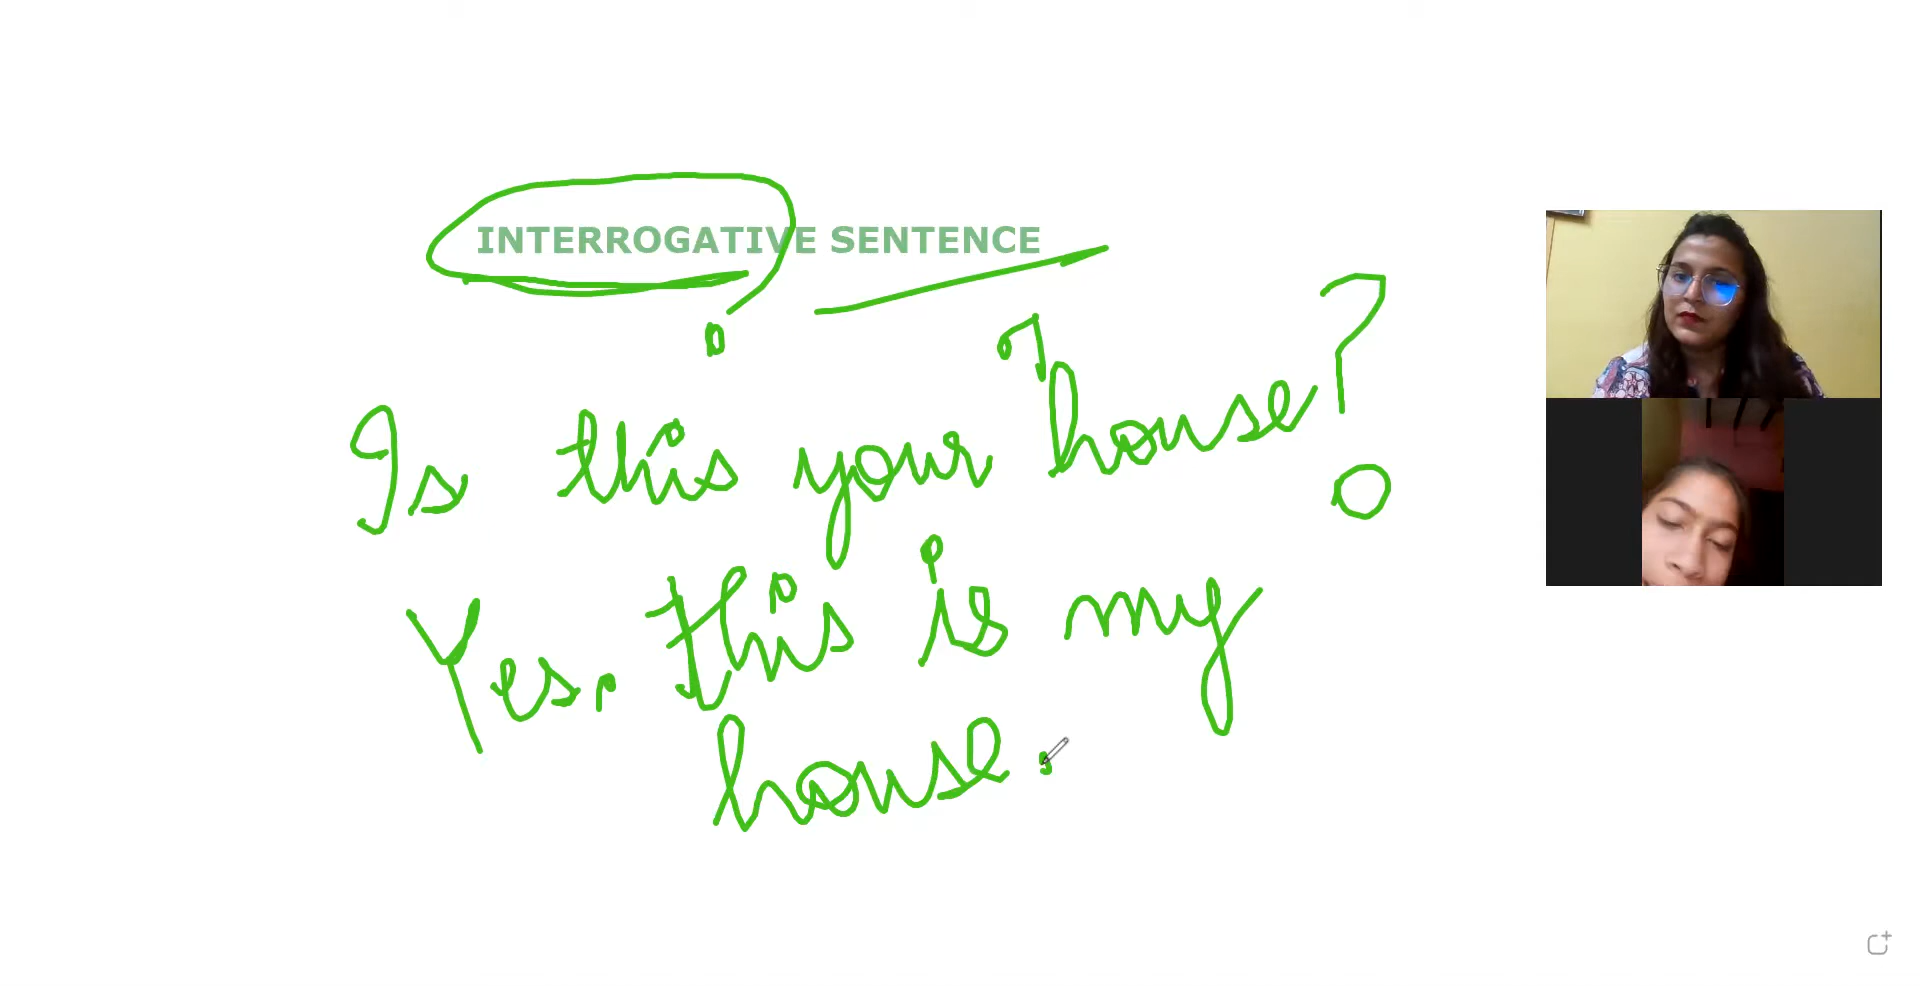 INTERROGATIVE SENTENCE
Is this your house?
Yes, this is my
house.